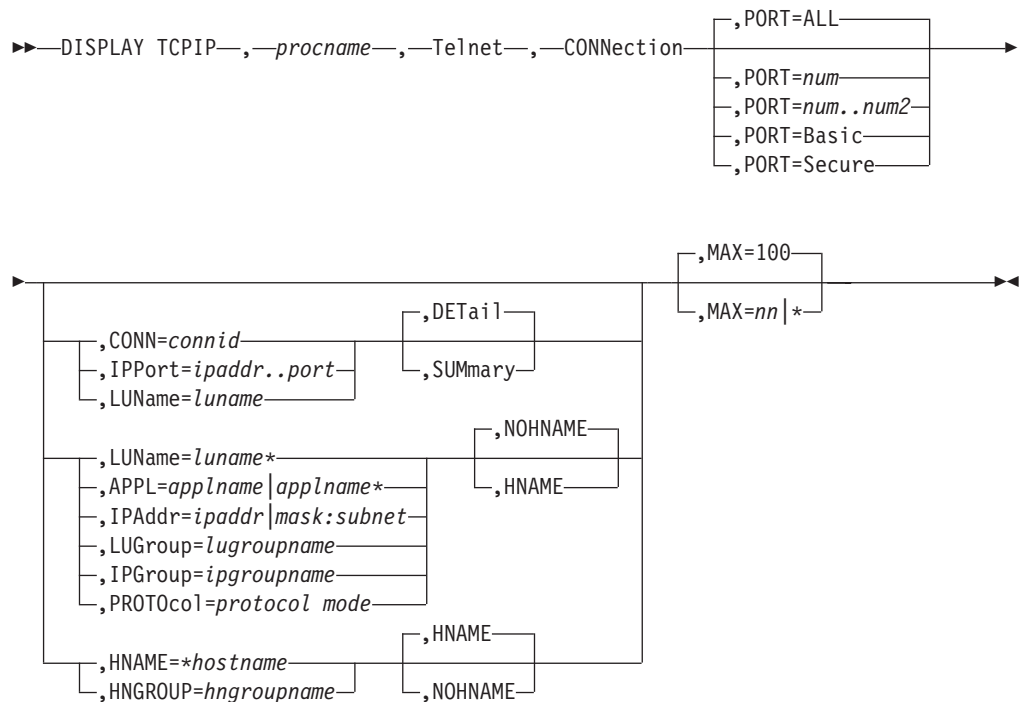 ,PORT=ALL
DISPLAY TCPIP , procname , Telnet , CONNection
,PORT=num
,PORT=num..num2
,PORT=Basic
,PORT=Secure
,MAX=100
,MAX=nn|*
,DETail
,CONN=connid
,IPPort=ipaddr..port ,SUMmary
,LUName=luname
,NOHNAME
,LUName=luname*
,APPL=applname|applname* ,HNAME
,IPAddr=ipaddr|mask:subnet
,LUGroup=lugroupname
,IPGroup=ipgroupname
,PROTOcol=protocol mode
,HNAME
,HNAME=*hostname
,HNGROUP=hngroupname ,NOHNAME